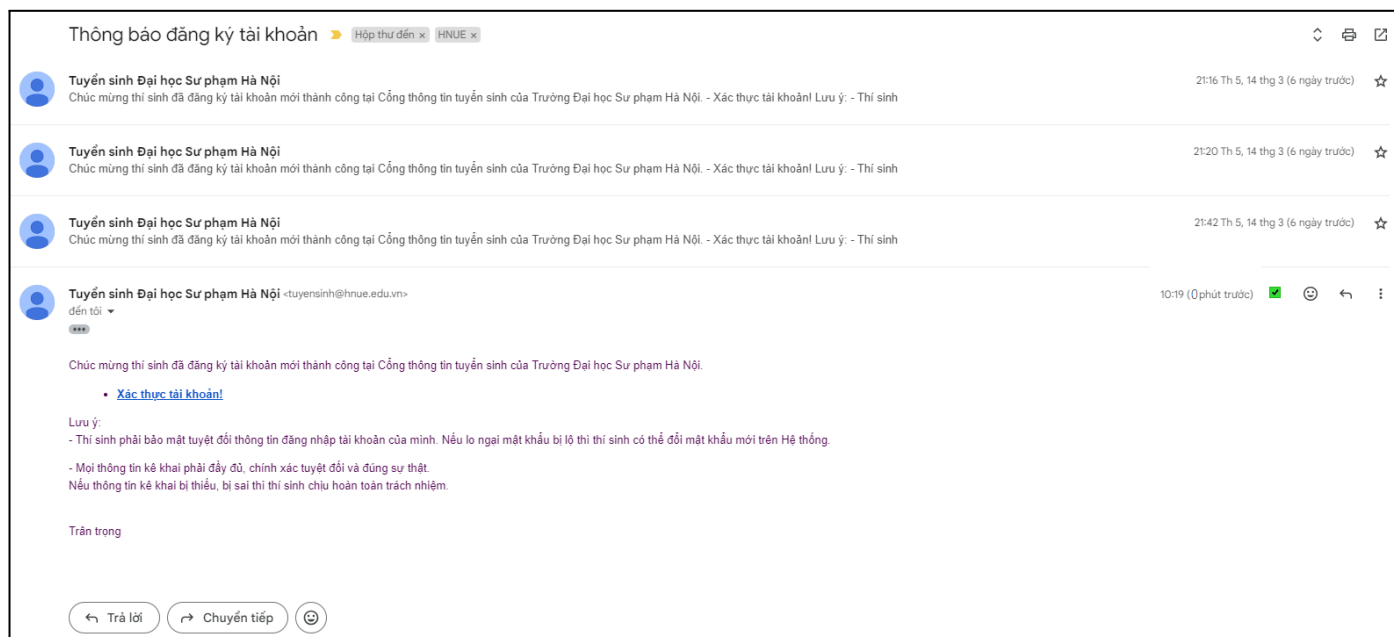 Thông báo đăng ký tài khoản Hộp thư đến × HNUE ×
Tuyển sinh Đại học Sư phạm Hà Nội 21:16 Th 5, 14 thg 3 (6 ngày trước)
Chúc mừng thí sinh đã đăng ký tài khoản mới thành công tại Cổng thông tin tuyển sinh của Trường Đại học Sư phạm Hà Nội. - Xác thực tài khoản! Lưu ý: - Thí sinh
Tuyển sinh Đại học Sư phạm Hà Nội 21:20 Th 5, 14 thg 3 (6 ngày trước)
Chúc mừng thí sinh đã đăng ký tài khoản mới thành công tại Cổng thông tin tuyển sinh của Trường Đại học Sư phạm Hà Nội. - Xác thực tài khoản! Lưu ý: - Thí sinh
Tuyển sinh Đại học Sư phạm Hà Nội 21:42 Th 5, 14 thg 3 (6 ngày trước)
Chúc mừng thí sinh đã đăng ký tài khoản mới thành công tại Cổng thông tin tuyển sinh của Trường Đại học Sư phạm Hà Nội. - Xác thực tài khoản! Lưu ý: - Thí sinh
Tuyển sinh Đại học Sư phạm Hà Nội <tuyensinh@hnue.edu.vn> 10:19 (0 phút trước)
đến tôi
Chúc mừng thí sinh đã đăng ký tài khoản mới thành công tại Cổng thông tin tuyển sinh của Trường Đại học Sư phạm Hà Nội.
• Xác thực tài khoản!
Lưu ý:
- Thí sinh phải bảo mật tuyệt đối thông tin đăng nhập tài khoản của mình. Nếu lo ngại mật khẩu bị lộ thì thí sinh có thể đổi mật khẩu mới trên Hệ thống.
- Mọi thông tin kê khai phải đầy đủ, chính xác tuyệt đối và đúng sự thật.
Nếu thông tin kê khai bị thiếu, bị sai thì thí sinh chịu hoàn toàn trách nhiệm.
Trân trọng
Trả lời Chuyển tiếp